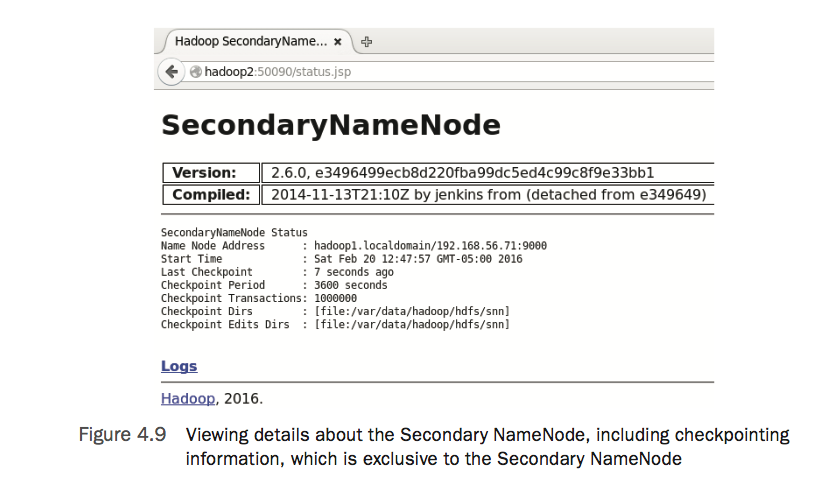 Hadoop SecondaryName...
hadoop2:50090/status.jsp
SecondaryNameNode
Version: 2.6.0, e3496499ecb8d220fba99dc5ed4c99c8f9e33bb1
Compiled: 2014-11-13T21:10Z by jenkins from (detached from e349649)
SecondaryNameNode Status
Name Node Address : hadoop1.localdomain/192.168.56.71:9000
Start Time : Sat Feb 20 12:47:57 GMT-05:00 2016
Last Checkpoint : 7 seconds ago
Checkpoint Period : 3600 seconds
Checkpoint Transactions: 1000000
Checkpoint Dirs : [file:/var/data/hadoop/hdfs/snn]
Checkpoint Edits Dirs : [file:/var/data/hadoop/hdfs/snn]
Logs
Hadoop, 2016.
Figure 4.9 Viewing details about the Secondary NameNode, including checkpointing
information, which is exclusive to the Secondary NameNode